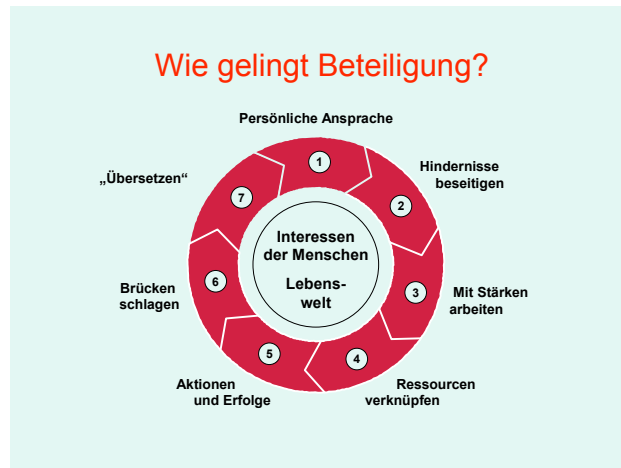 Wie gelingt Beteiligung?
Persönliche Ansprache
1
Hindernisse
beseitigen
2
Mit Stärken
arbeiten
3
Ressourcen
verknüpfen
4
Aktionen
und Erfolge
5
Brücken
schlagen
6
„Übersetzen“
7
Interessen
der Menschen
Lebens-
welt